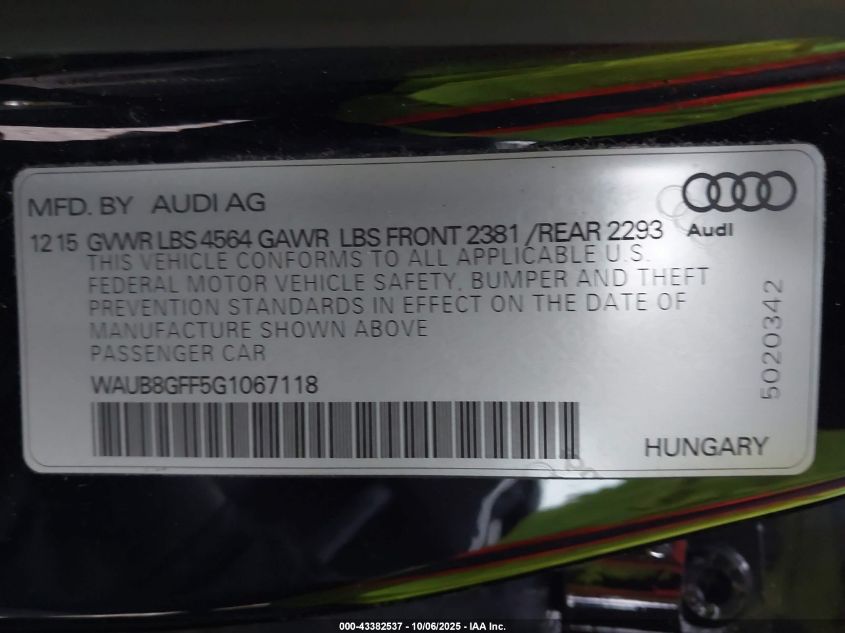 MFD. BY AUDI AG
12 15 GVWR LBS 4564 GAWR LBS FRONT 2381 /REAR 2293
Audi
THIS VEHICLE CONFORMS TO ALL APPLICABLE U.S.
FEDERAL MOTOR VEHICLE SAFETY, BUMPER AND THEFT
PREVENTION STANDARDS IN EFFECT ON THE DATE OF
MANUFACTURE SHOWN ABOVE
PASSENGER CAR
WAUB8GFF5G1067118
5020342
HUNGARY
000-43382537 - 10/06/2025 - IAA Inc.